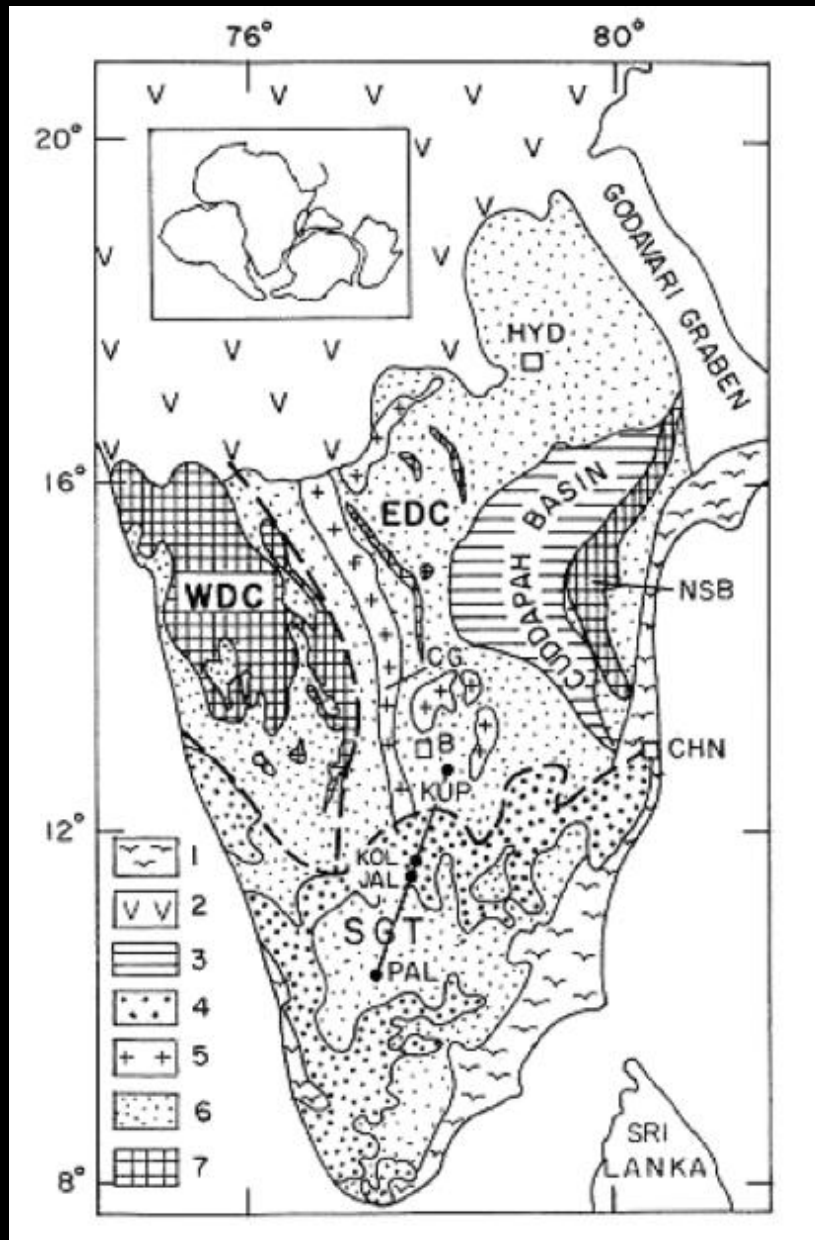 76° 80°
20°
GODAVARI GRABEN
HYD
16°
EDC
CUDDAPAH BASIN
WDC
NSB
CG
B
CHN
KUP
12°
KOL
JAL
SGT
PAL
1
2
3
4
5
6
7
8°
SRI
LANKA